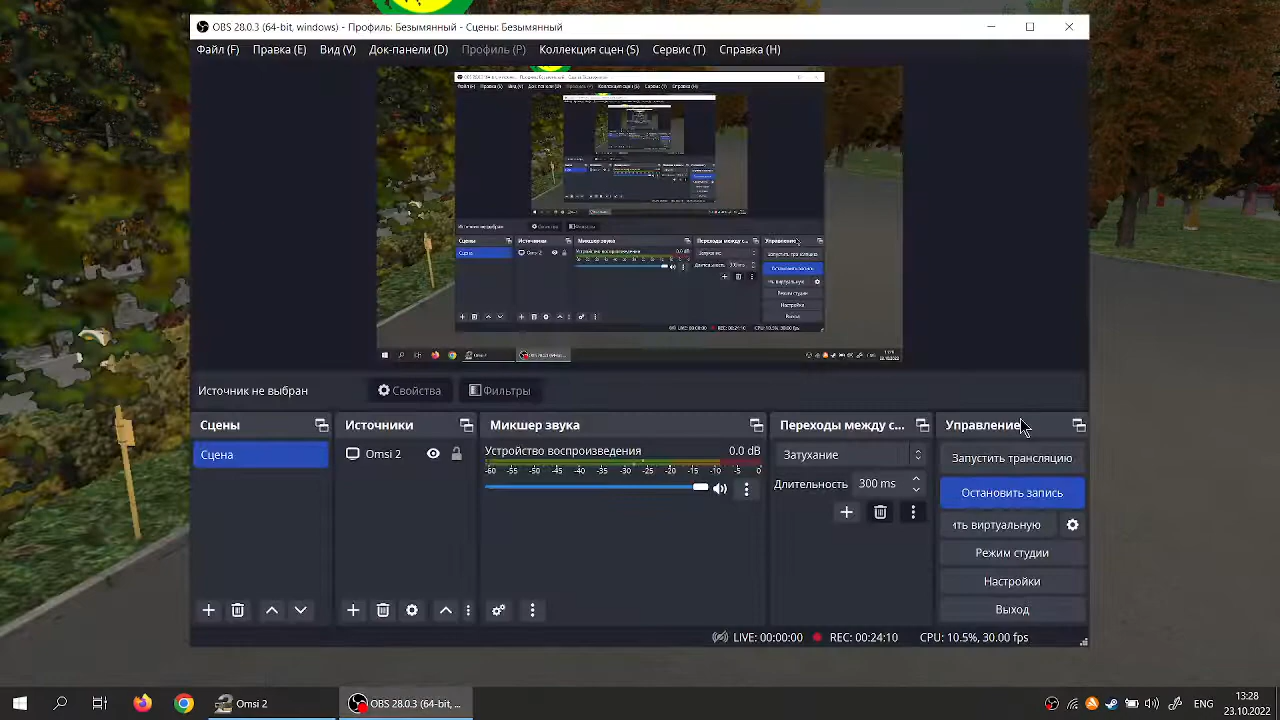 OBS 28.0.3 (64-bit, windows) - Профиль: Безымянный - Сцены: Безымянный
Файл (F) Правка (E) Вид (V) Док-панели (D) Профиль (P) Коллекция сцен (S) Сервис (T) Справка (H)
Источник не выбран Свойства Фильтры
Сцены Источники Микшер звука Переходы между с... Управление
Сцена Omsi 2 Устройство воспроизведения 0.0 dB Затухание Запустить трансляцию
-60 -55 -50 -45 -40 -35 -30 -25 -20 -15 -10 -5 0
Длительность 300 ms Остановить запись
ить виртуальную
Режим студии
Настройки
Выход
LIVE: 00:00:00 REC: 00:24:10 CPU: 10.5%, 30.00 fps
Omsi 2 OBS 28.0.3 (64-bit,... ENG 13:28
23.10.2022